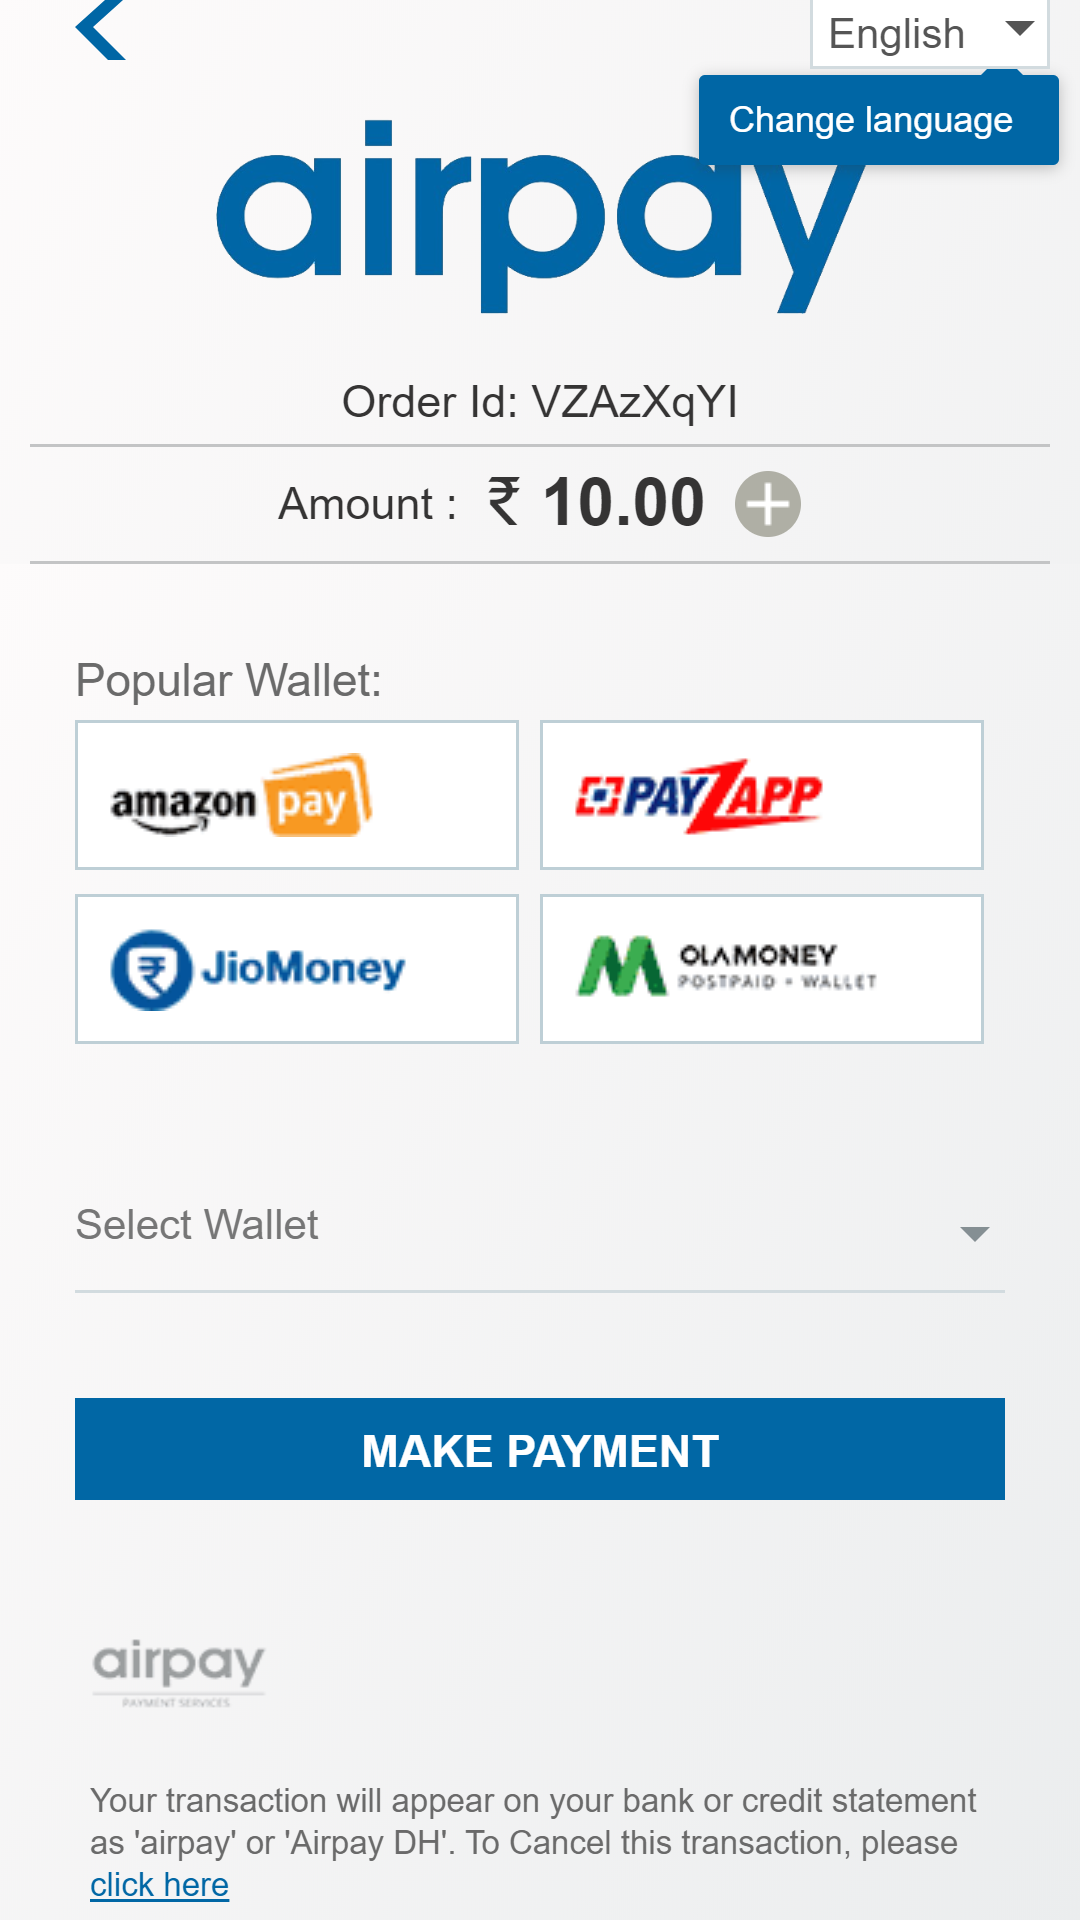 English
Change language
airpay
Order Id: VZAzXqYI
Amount : ₹ 10.00
Popular Wallet:
amazon pay
PAYZAPP
JioMoney
OLAMONEY
POSTPAID + WALLET
Select Wallet
MAKE PAYMENT
airpay
PAYMENT SERVICES
Your transaction will appear on your bank or credit statement
as 'airpay' or 'Airpay DH'. To Cancel this transaction, please
click here